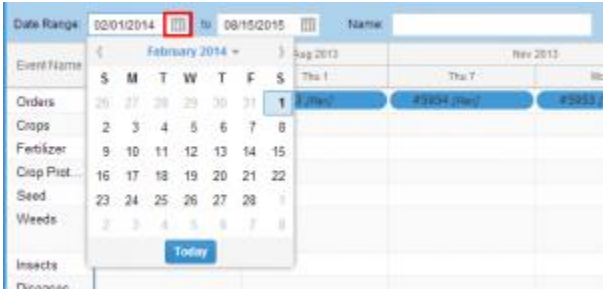 Date Range: 02/01/2014 to 08/15/2015 Name:
Event Name
February 2014
Aug 2013 Nov 2013
Thu 1 Thu 7
S M T W T F S
Orders 26 27 28 29 30 31 1
#5904 #5953
Crops 2 3 4 5 6 7 8
Fertilizer 9 10 11 12 13 14 15
Crop Prot... 16 17 18 19 20 21 22
Seed 23 24 25 26 27 28 1
Weeds 2 3 4 5 6 7 8
Today
Insects
Diseases